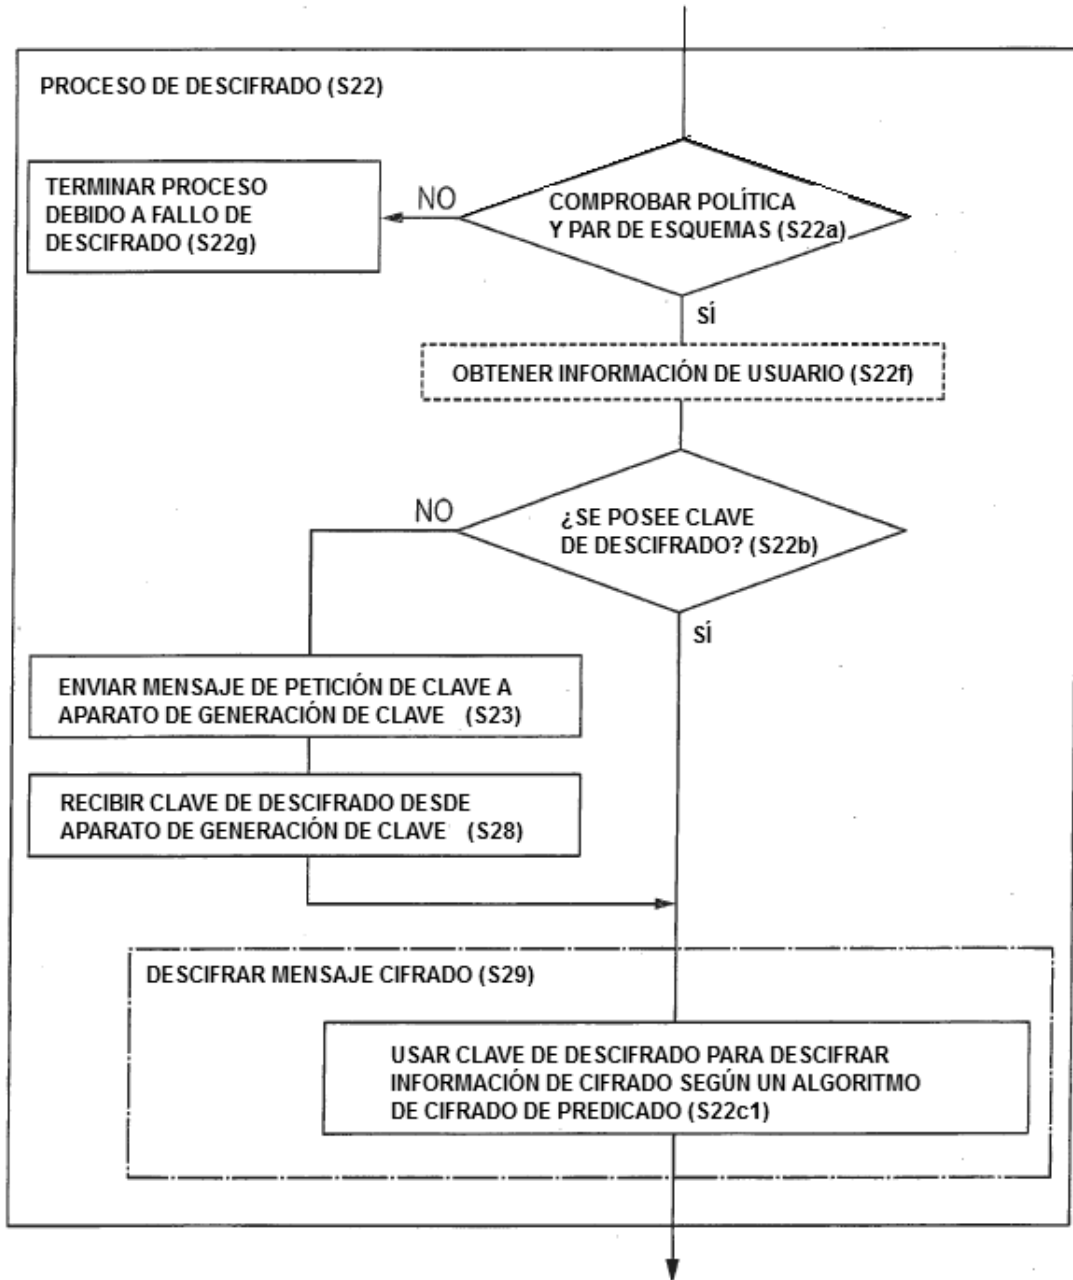 PROCESO DE DESCIFRADO (S22)
COMPROBAR POLÍTICA
Y PAR DE ESQUEMAS (S22a)
NO
TERMINAR PROCESO
DEBIDO A FALLO DE
DESCIFRADO (S22g)
SÍ
OBTENER INFORMACIÓN DE USUARIO (S22f)
¿SE POSEE CLAVE
DE DESCIFRADO? (S22b)
NO
SÍ
ENVIAR MENSAJE DE PETICIÓN DE CLAVE A
APARATO DE GENERACIÓN DE CLAVE (S23)
RECIBIR CLAVE DE DESCIFRADO DESDE
APARATO DE GENERACIÓN DE CLAVE (S28)
DESCIFRAR MENSAJE CIFRADO (S29)
USAR CLAVE DE DESCIFRADO PARA DESCIFRAR
INFORMACIÓN DE CIFRADO SEGÚN UN ALGORITMO
DE CIFRADO DE PREDICADO (S22c1)